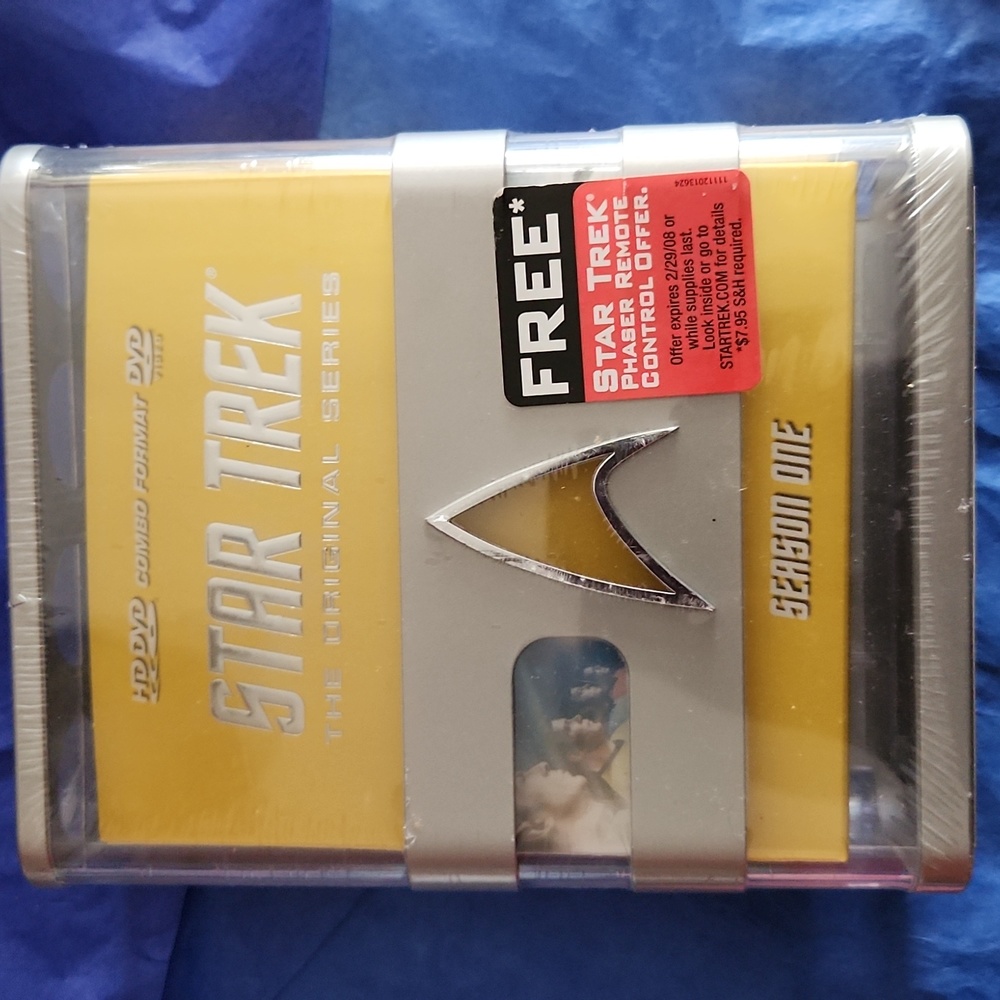 HD DVD COMBO FORMAT DVD
VIDEO
STAR TREK®
THE ORIGINAL SERIES
FREE*
STAR TREK®
PHASER REMOTE
CONTROL OFFER.
Offer expires 2/29/08 or
while supplies last.
Look inside or go to
STARTREK.COM for details
*$7.95 S&H required.
11112013624
SEASON ONE